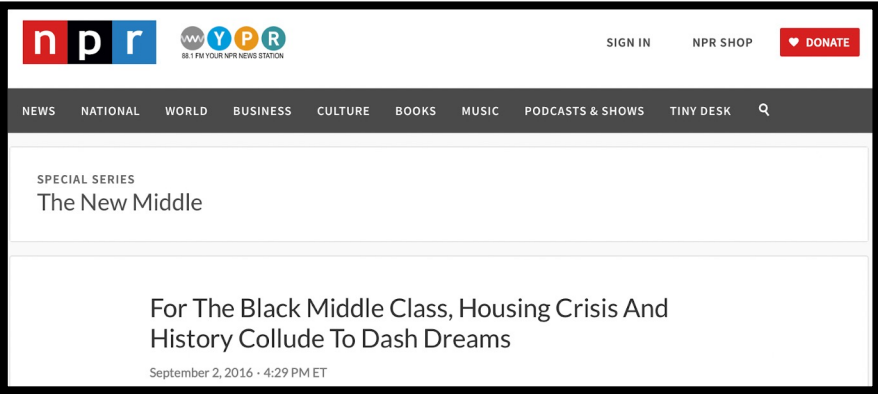 npr
WYPR
88.1 FM YOUR NPR NEWS STATION
SIGN IN
NPR SHOP
DONATE
NEWS NATIONAL WORLD BUSINESS CULTURE BOOKS MUSIC PODCASTS & SHOWS TINY DESK
SPECIAL SERIES
The New Middle
For The Black Middle Class, Housing Crisis And
History Collude To Dash Dreams
September 2, 2016 · 4:29 PM ET